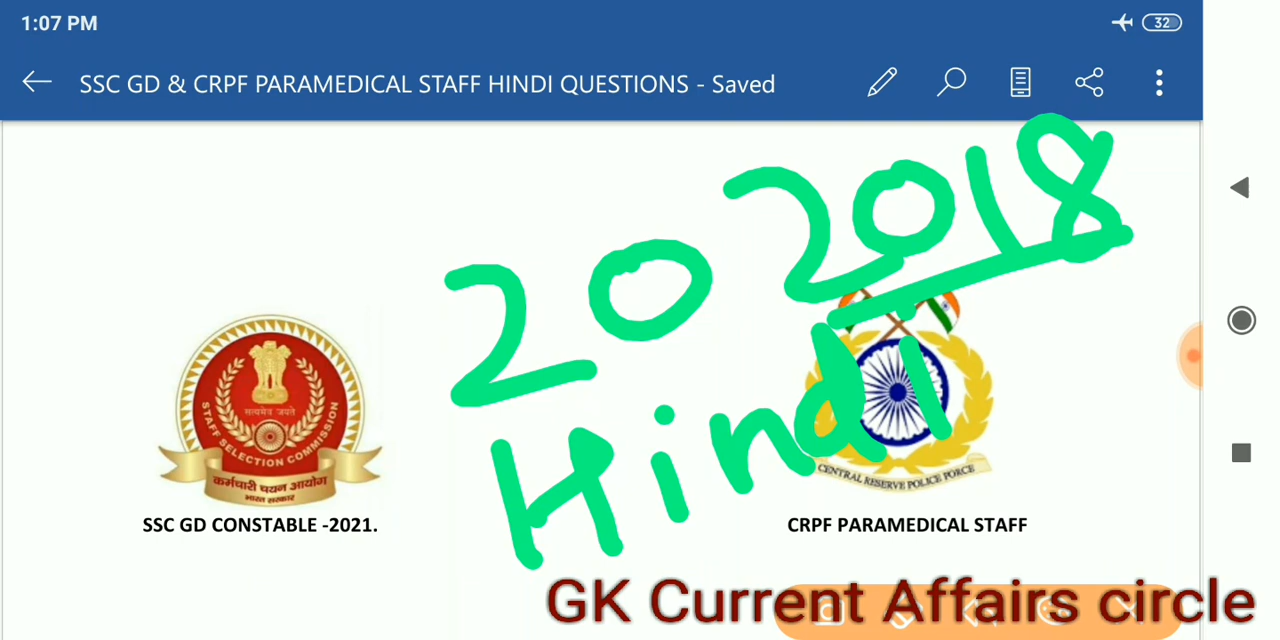 1:07 PM
32
SSC GD & CRPF PARAMEDICAL STAFF HINDI QUESTIONS - Saved
2018
20
Hindi
सत्यमेव जयते
STAFF SELECTION COMMISSION
कर्मचारी चयन आयोग
भारत सरकार
CENTRAL RESERVE POLICE FORCE
SSC GD CONSTABLE -2021.
CRPF PARAMEDICAL STAFF
GK Current Affairs circle